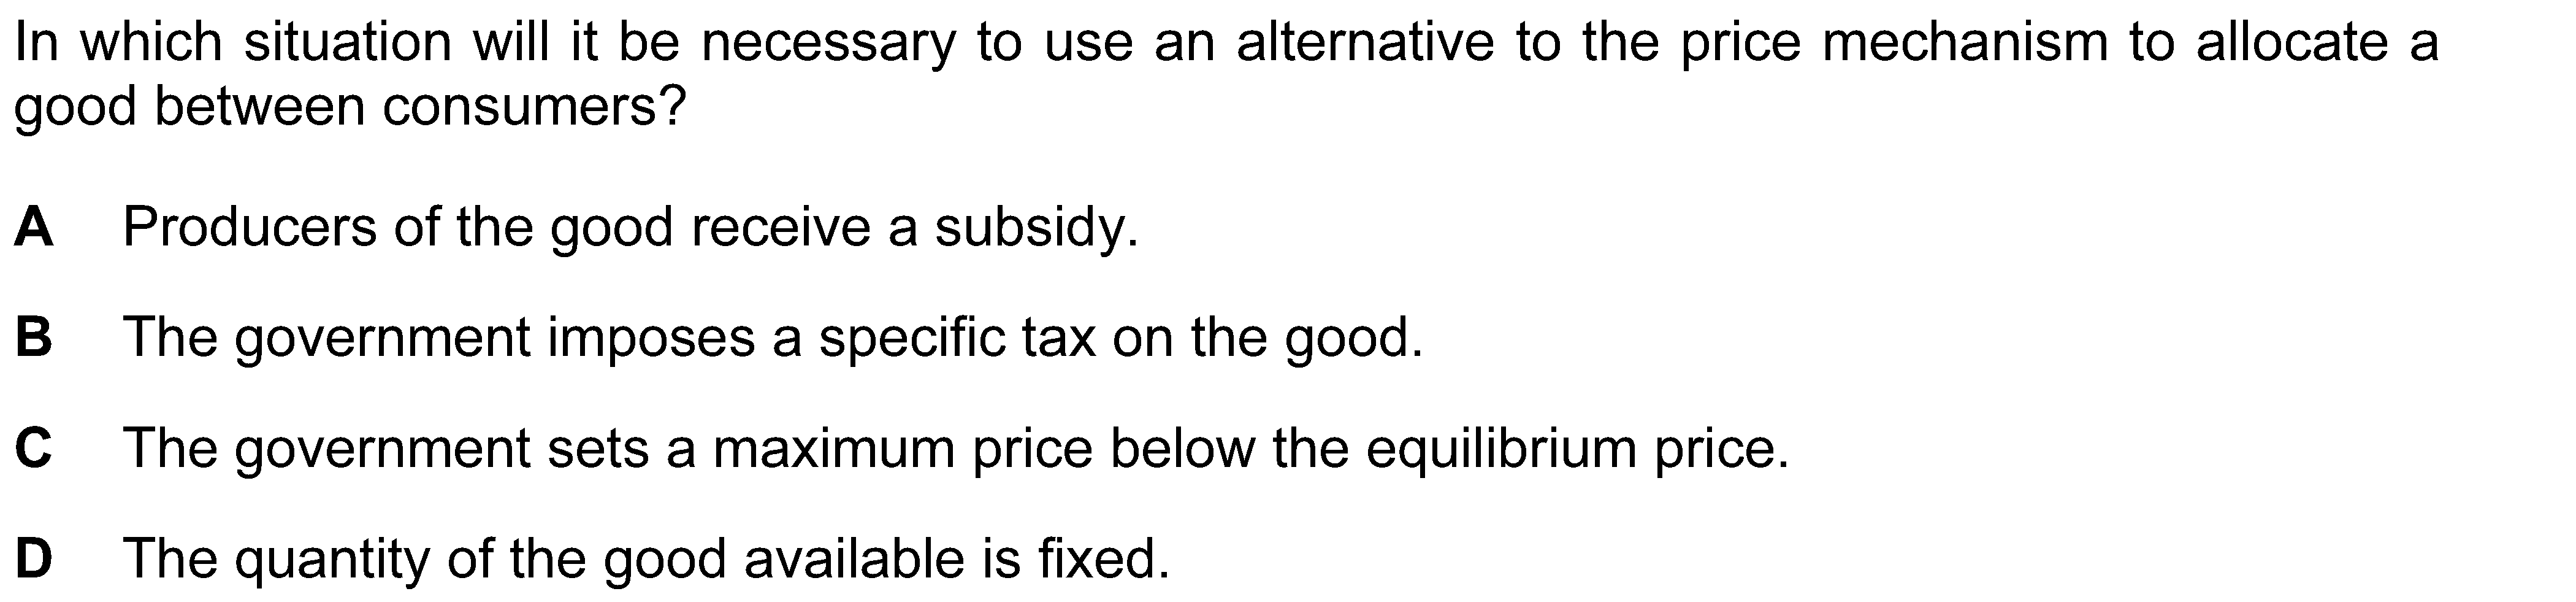 In which situation will it be necessary to use an alternative to the price mechanism to allocate a
good between consumers?
A Producers of the good receive a subsidy.
B The government imposes a specific tax on the good.
C The government sets a maximum price below the equilibrium price.
D The quantity of the good available is fixed.